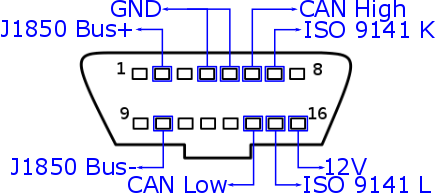 GND
CAN High
J1850 Bus+
ISO 9141 K
1
8
9
16
J1850 Bus-
12V
CAN Low
ISO 9141 L